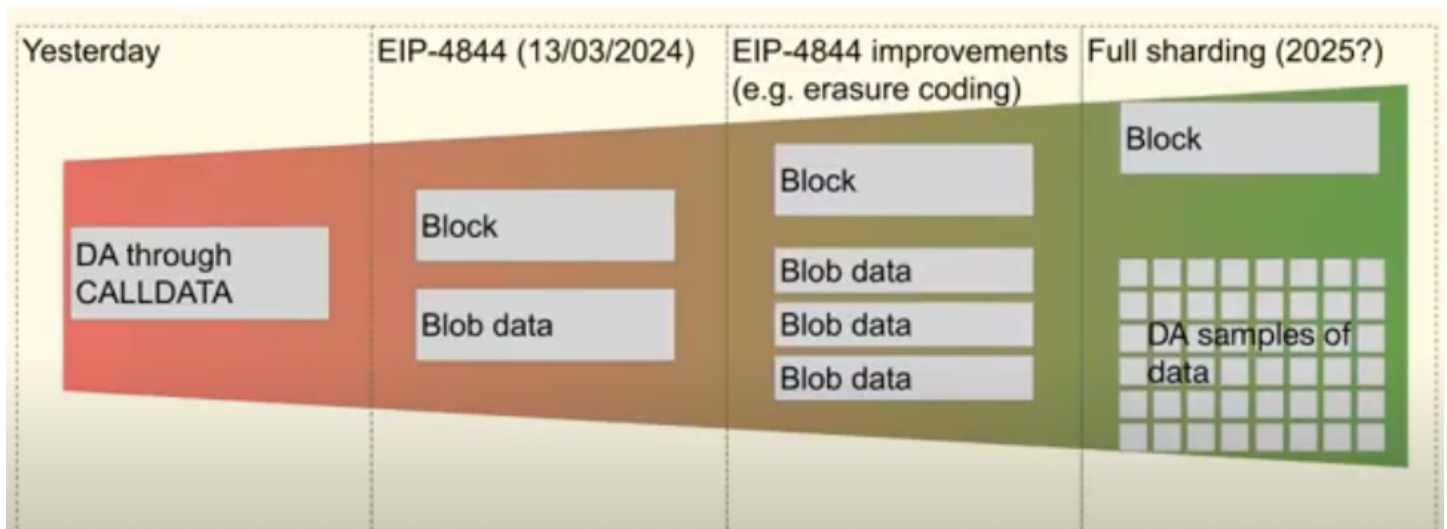 Yesterday
EIP-4844 (13/03/2024)
EIP-4844 improvements
(e.g. erasure coding)
Full sharding (2025?)
DA through
CALLDATA
Block
Blob data
Block
Blob data
Blob data
Blob data
Block
DA samples of
data